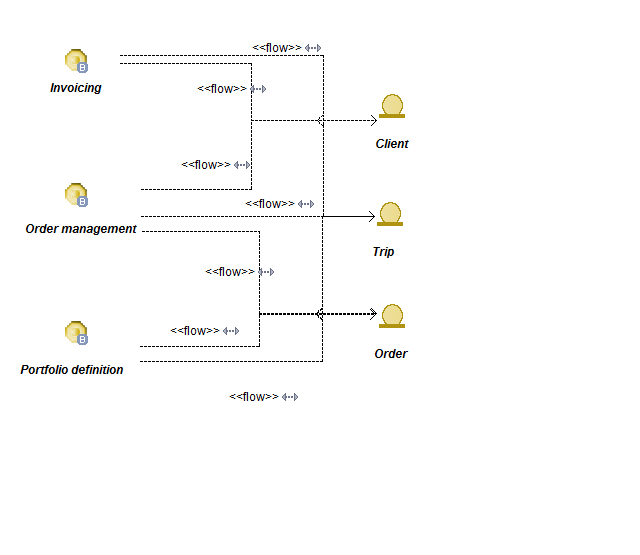 <<flow>>
B
Invoicing
<<flow>>
Client
<<flow>>
B
<<flow>>
Order management
Trip
<<flow>>
<<flow>>
B
Order
Portfolio definition
<<flow>>